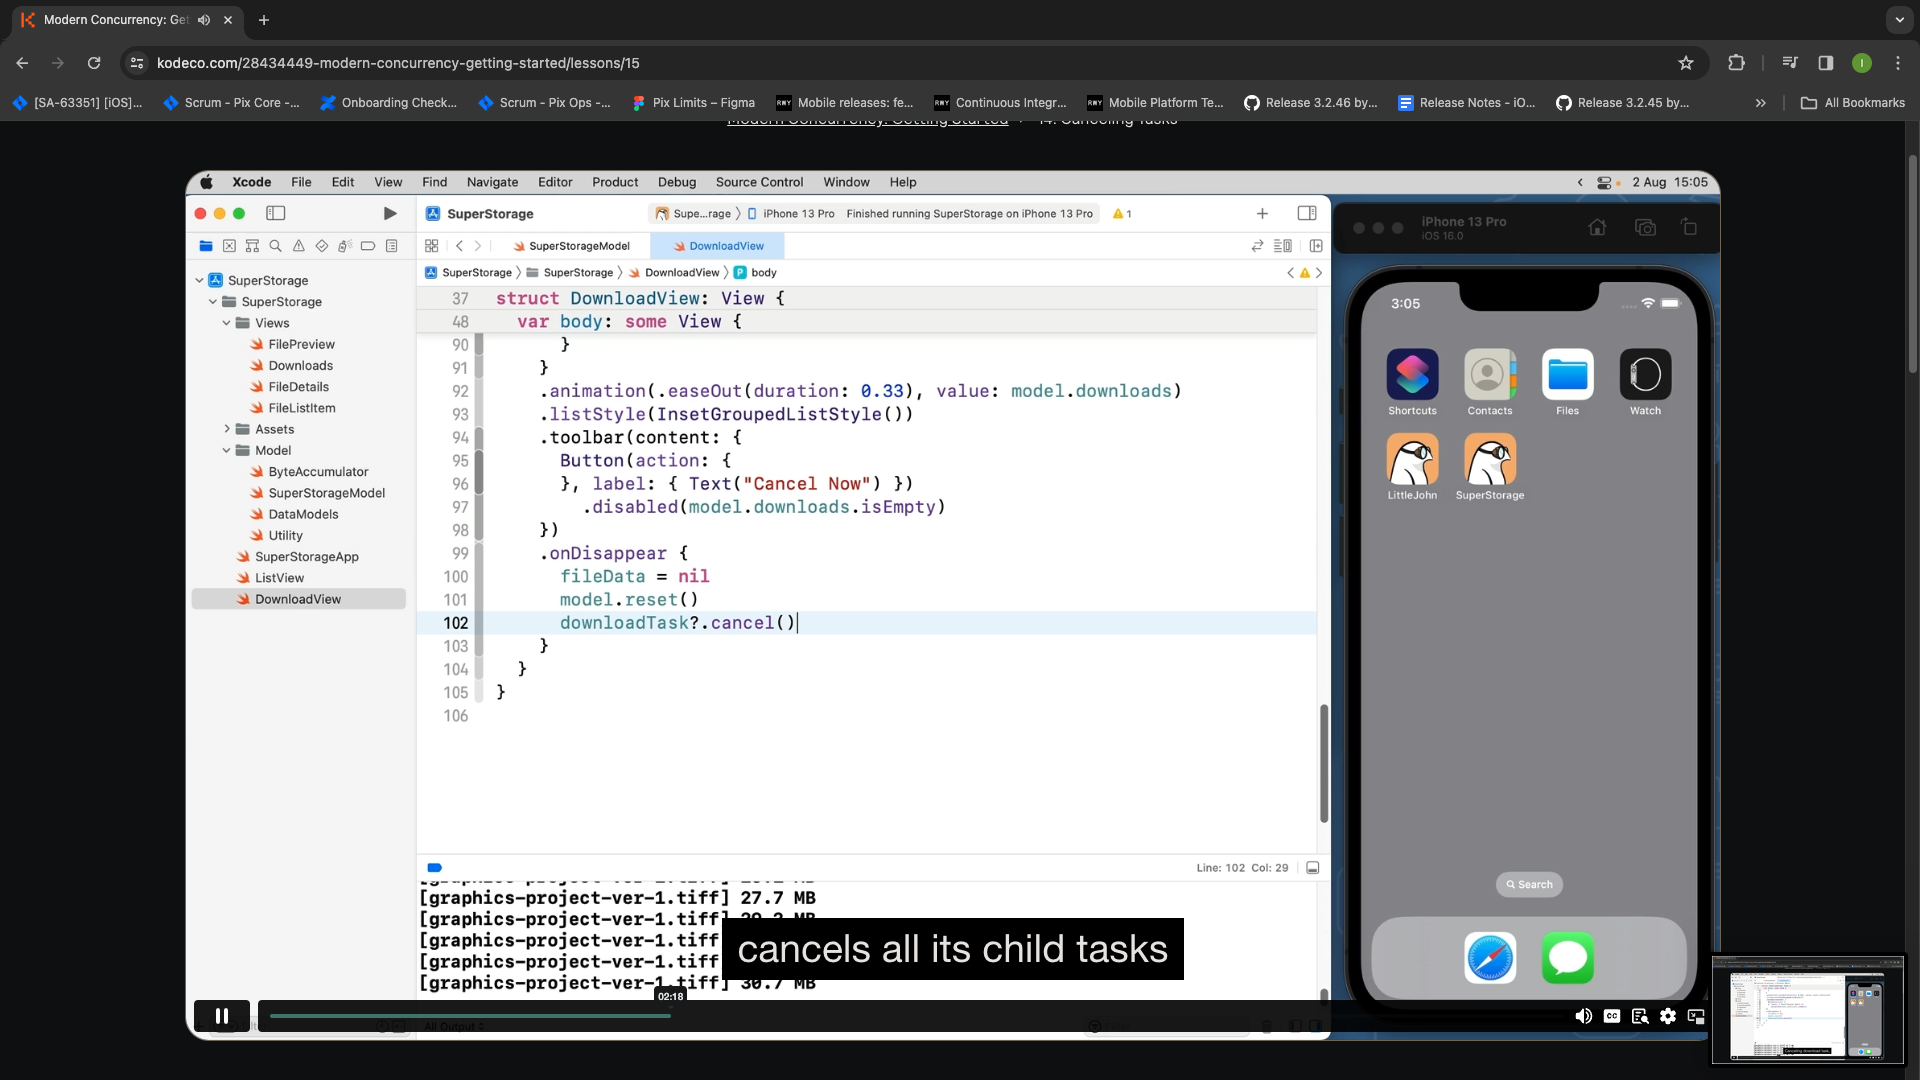 Modern Concurrency: Get
kodeco.com/28434449-modern-concurrency-getting-started/lessons/15
[SA-63351] [iOS]...
Scrum - Pix Core -...
Onboarding Check...
Scrum - Pix Ops -...
Pix Limits – Figma
Mobile releases: fe...
Continuous Integr...
Mobile Platform Te...
Release 3.2.46 by...
Release Notes - iO...
Release 3.2.45 by...
»
All Bookmarks
Modern Concurrency: Getting Started
14. Canceling Tasks
Xcode File Edit View Find Navigate Editor Product Debug Source Control Window Help
2 Aug 15:05
SuperStorage
Supe...rage 〉 iPhone 13 Pro Finished running SuperStorage on iPhone 13 Pro
1
SuperStorageModel
DownloadView
SuperStorage 〉 SuperStorage 〉 DownloadView 〉 P body
SuperStorage
SuperStorage
Views
FilePreview
Downloads
FileDetails
FileListItem
Assets
Model
ByteAccumulator
SuperStorageModel
DataModels
Utility
SuperStorageApp
ListView
DownloadView
37 struct DownloadView: View {
48 var body: some View {
90 }
91 }
92 .animation(.easeOut(duration: 0.33), value: model.downloads)
93 .listStyle(InsetGroupedListStyle())
94 .toolbar(content: {
95 Button(action: {
96 }, label: { Text("Cancel Now") })
97 .disabled(model.downloads.isEmpty)
98 })
99 .onDisappear {
100 fileData = nil
101 model.reset()
102 downloadTask?.cancel()
103 }
104 }
105 }
106
Line: 102 Col: 29
[graphics-project-ver-1.tiff] 27.7 MB
[graphics-project-ver-1.tiff]
[graphics-project-ver-1.tiff
[graphics-project-ver-1.tiff
[graphics-project-ver-1.tiff] 30.7 MB
cancels all its child tasks
02:18
All Output
iPhone 13 Pro
iOS 16.0
3:05
Shortcuts
Contacts
Files
Watch
LittleJohn
SuperStorage
Search
CC